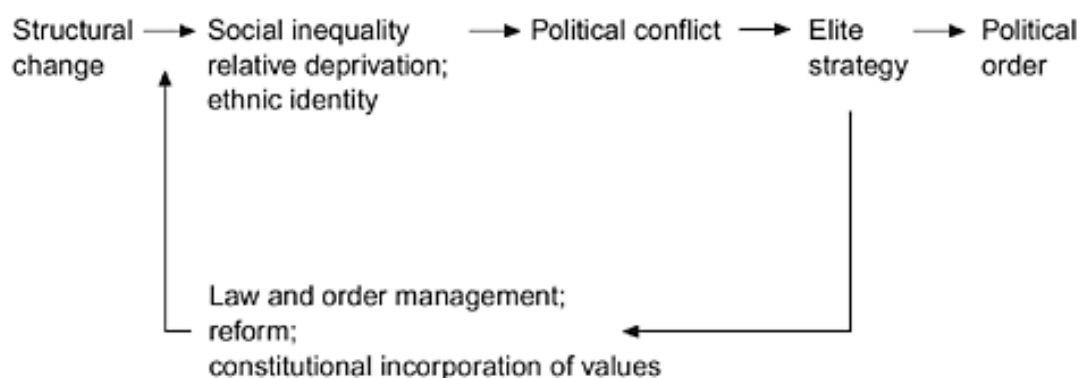 Structural
change
Social inequality
relative deprivation;
ethnic identity
Political conflict
Elite
strategy
Political
order
Law and order management;
reform;
constitutional incorporation of values